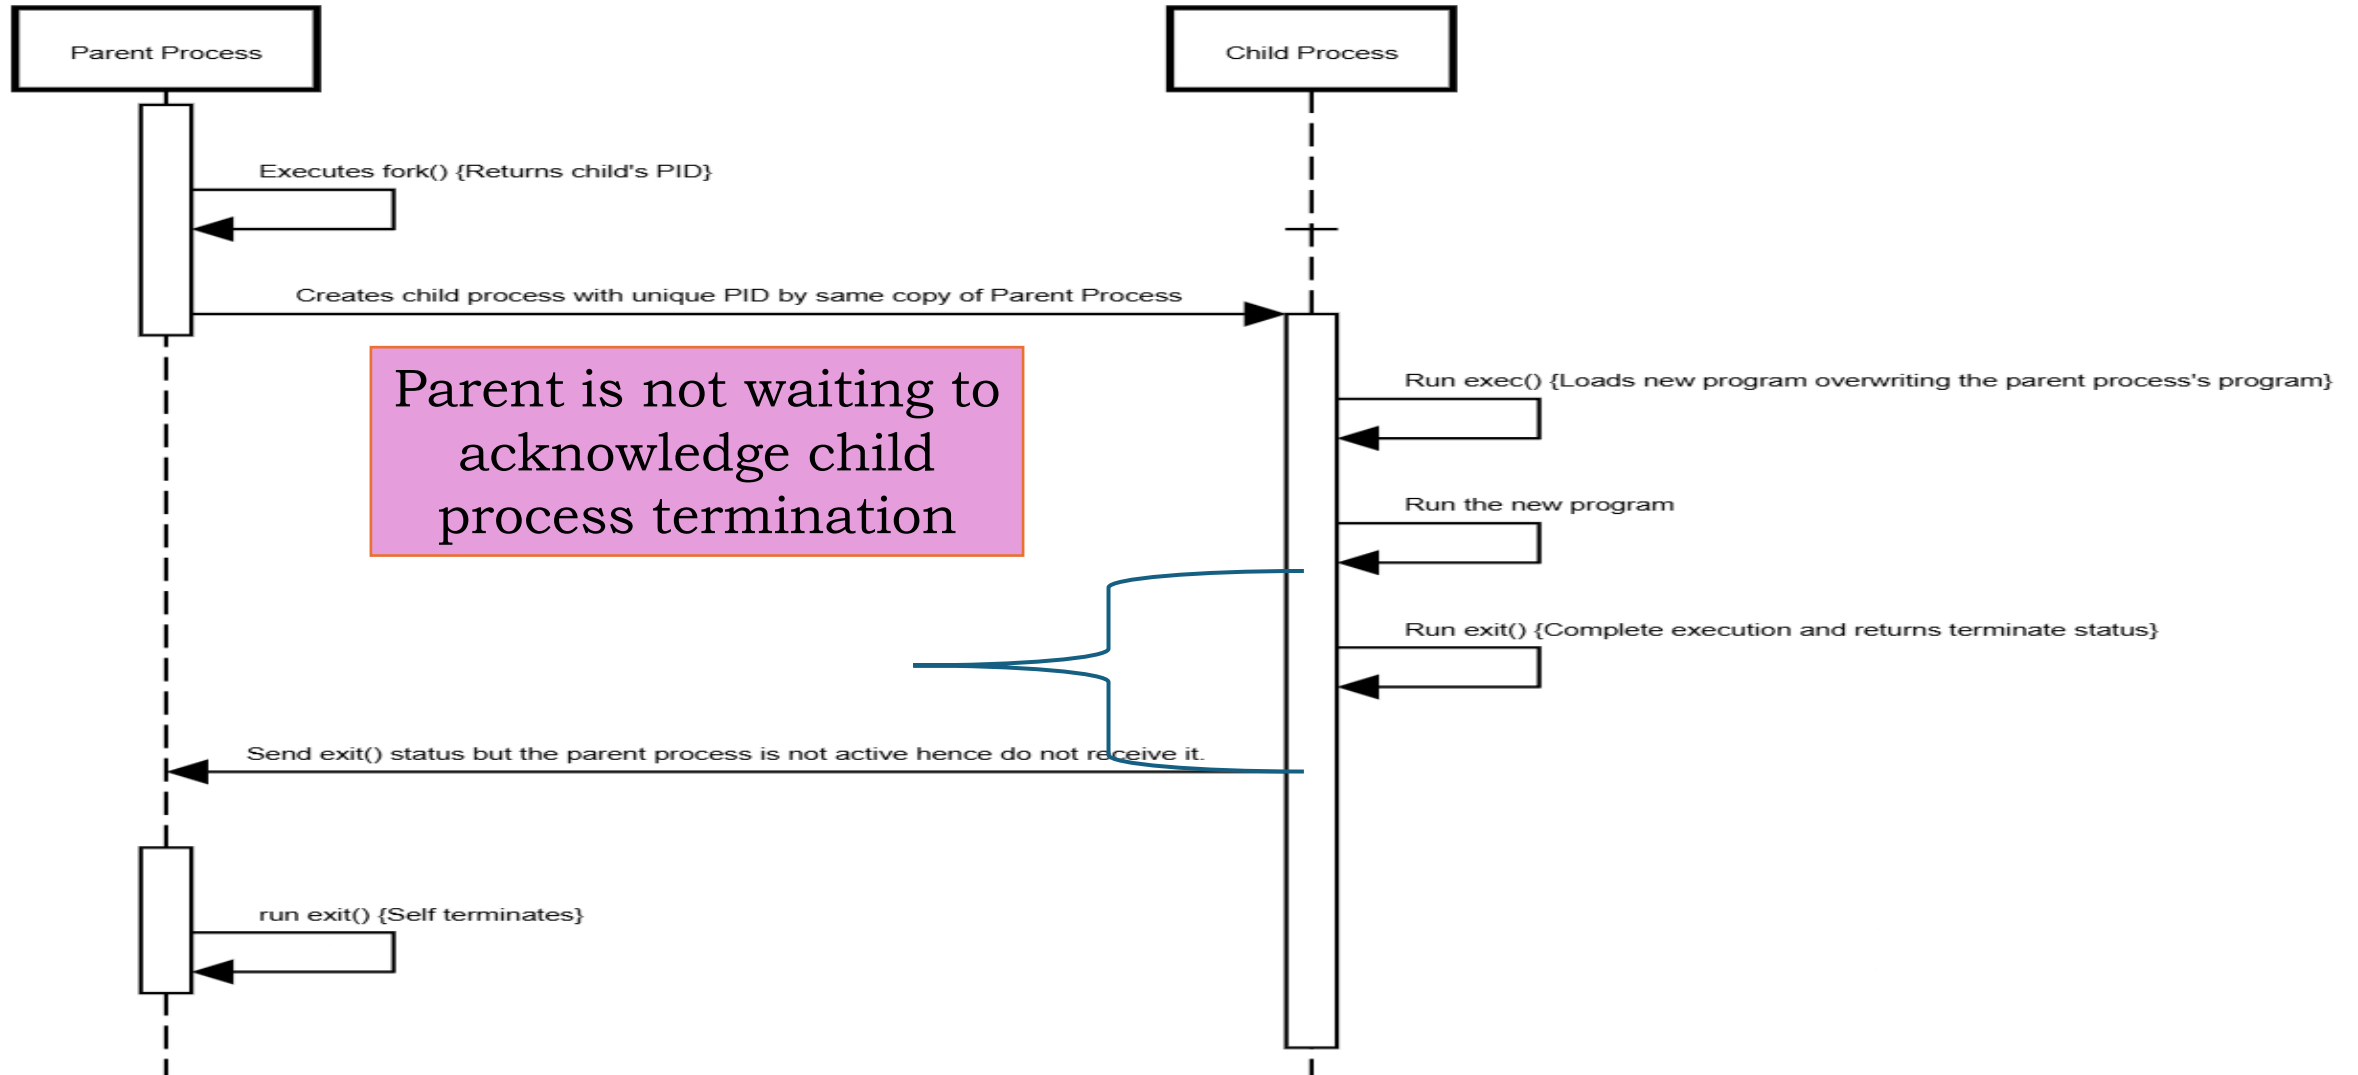 Parent Process
Child Process
Executes fork() {Returns child's PID}
Creates child process with unique PID by same copy of Parent Process
Parent is not waiting to
acknowledge child
process termination
Run exec() {Loads new program overwriting the parent process's program}
Run the new program
Run exit() {Complete execution and returns terminate status}
Send exit() status but the parent process is not active hence do not receive it.
run exit() {Self terminates}